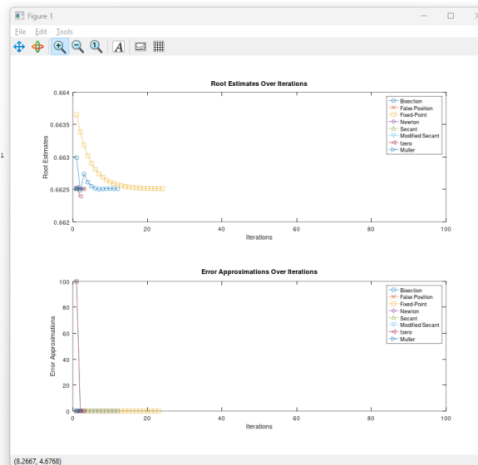 Figure 1
File Edit Tools
A
Root Estimates Over Iterations
0.664
0.6635
0.663
0.6625
0.662
Root Estimates
0 20 40 60 80 100
Iterations
Bisection
False Position
Fixed-Point
Newton
Secant
Modified Secant
fzero
Muller
Error Approximations Over Iterations
100
80
60
40
20
0
Error Approximations
0 20 40 60 80 100
Iterations
Bisection
False Position
Fixed-Point
Newton
Secant
Modified Secant
fzero
Muller
(8.2667, 4.6768)